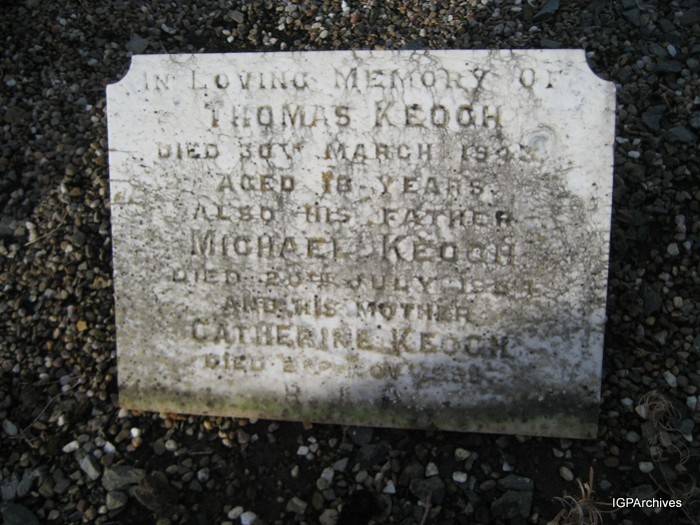 IN LOVING MEMORY OF
THOMAS KEOGH
DIED 30TH MARCH
AGED 18 YEARS
ALSO HIS FATHER
MICHAEL KEOGH
DIED 20TH JULY
AND HIS MOTHER
CATHERINE KEOGH
DIED
IGPArchives